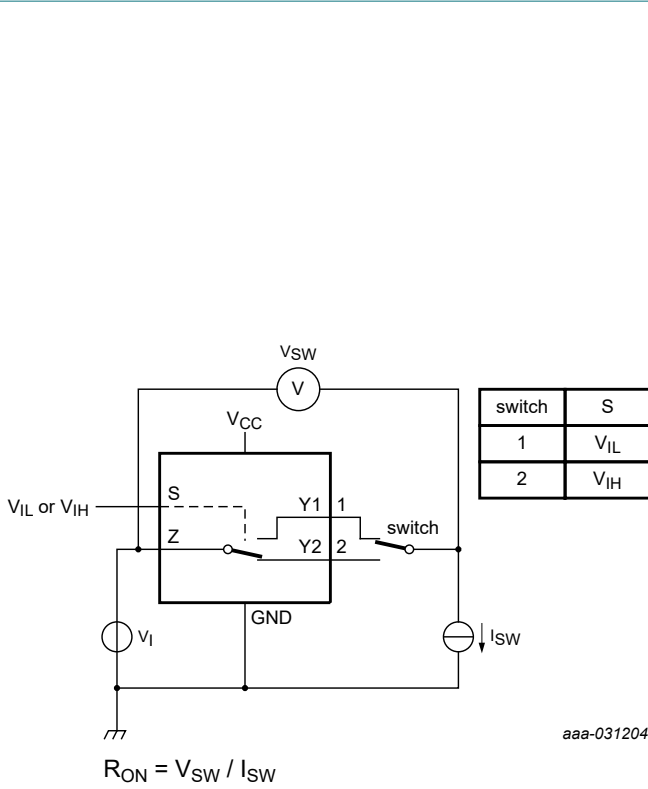 VSW
V
VCC
switch S
1 VIL
2 VIH
S
VIL or VIH
Y1 1
switch
Z
Y2 2
GND
VI
ISW
aaa-031204
RON = VSW / ISW